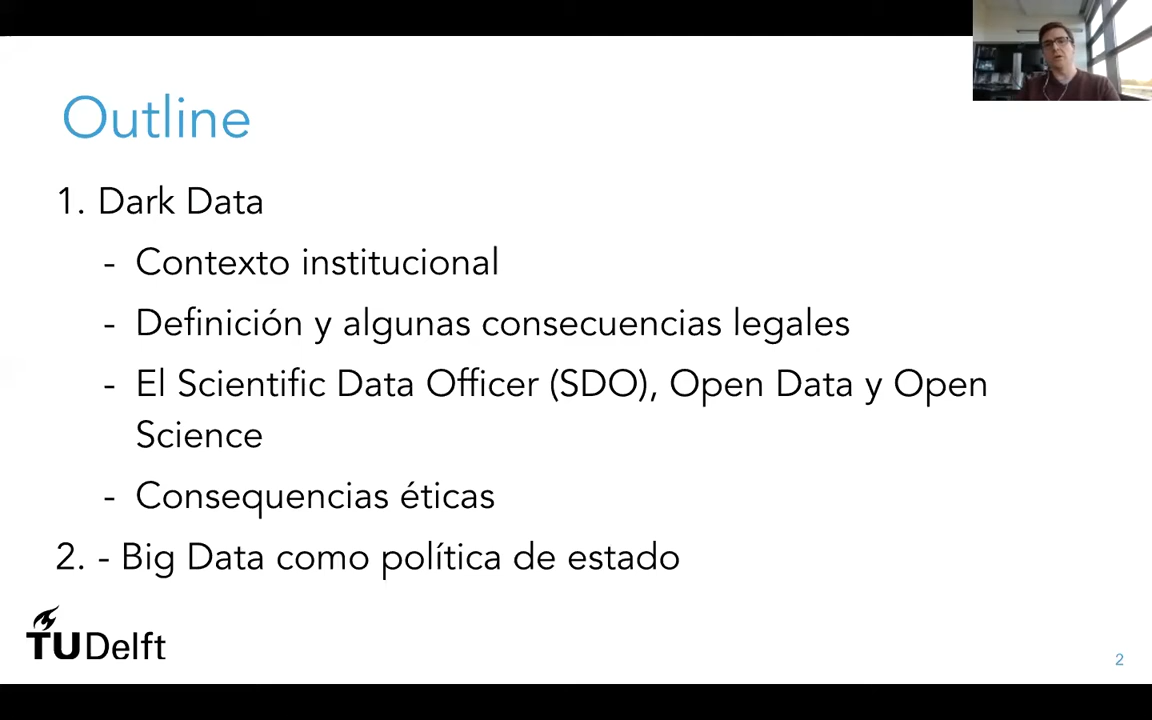 Outline
1. Dark Data
- Contexto institucional
- Definición y algunas consecuencias legales
- El Scientific Data Officer (SDO), Open Data y Open
Science
- Consequencias éticas
2. - Big Data como política de estado
TUDelft
2